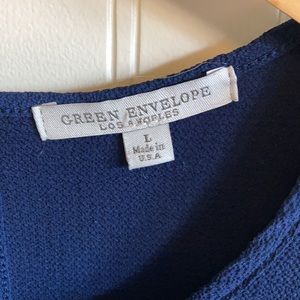 GREEN ENVELOPE
LOS ANGELES
L
Made in
U.S.A